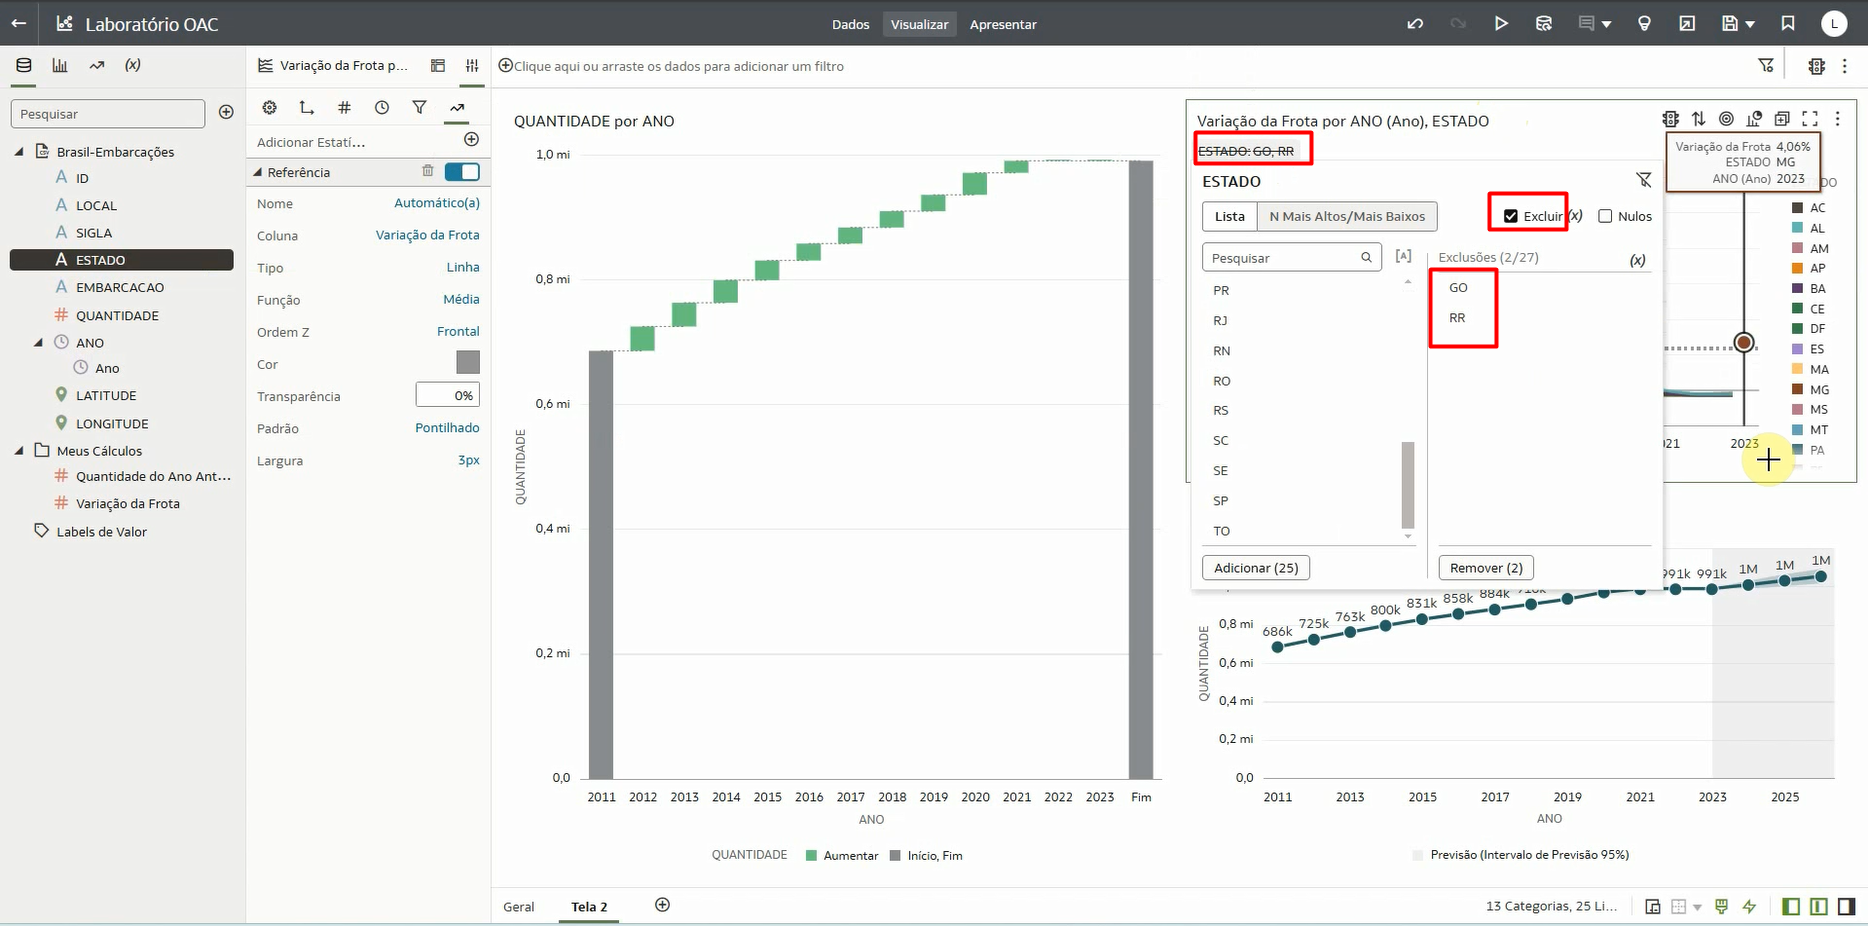 Laboratório OAC
Dados
Visualizar
Apresentar
L
(x)
Pesquisar
Brasil-Embarcações
A ID
A LOCAL
A SIGLA
A ESTADO
A EMBARCACAO
# QUANTIDADE
ANO
Ano
LATITUDE
LONGITUDE
Meus Cálculos
# Quantidade do Ano Ant...
# Variação da Frota
Labels de Valor
Variação da Frota p...
#
Adicionar Estatí...
Referência
Nome Automático(a)
Coluna Variação da Frota
Tipo Linha
Função Média
Ordem Z Frontal
Cor
Transparência 0%
Padrão Pontilhado
Largura 3px
Clique aqui ou arraste os dados para adicionar um filtro
QUANTIDADE por ANO
1,0 mi
0,8 mi
0,6 mi
0,4 mi
0,2 mi
0,0
QUANTIDADE
2011 2012 2013 2014 2015 2016 2017 2018 2019 2020 2021 2022 2023 Fim
ANO
QUANTIDADE Aumentar Início, Fim
Variação da Frota por ANO (Ano), ESTADO
ESTADO: GO, RR
ESTADO
Lista
N Mais Altos/Mais Baixos
Excluir
(x)
Nulos
Pesquisar
[A]
Exclusões (2/27)
(x)
PR
RJ
RN
RO
RS
SC
SE
SP
TO
GO
RR
Adicionar (25)
Remover (2)
Variação da Frota 4,06%
ESTADO MG
ANO (Ano) 2023
DO
AC
AL
AM
AP
BA
CE
DF
ES
MA
MG
MS
MT
PA
21
2023
686k 725k 763k 800k 831k 858k 884k 991k 991k 1M 1M 1M
0,8 mi
0,6 mi
0,4 mi
0,2 mi
0,0
QUANTIDADE
2011 2013 2015 2017 2019 2021 2023 2025
ANO
Previsão (Intervalo de Previsão 95%)
Geral
Tela 2
13 Categorias, 25 Li...